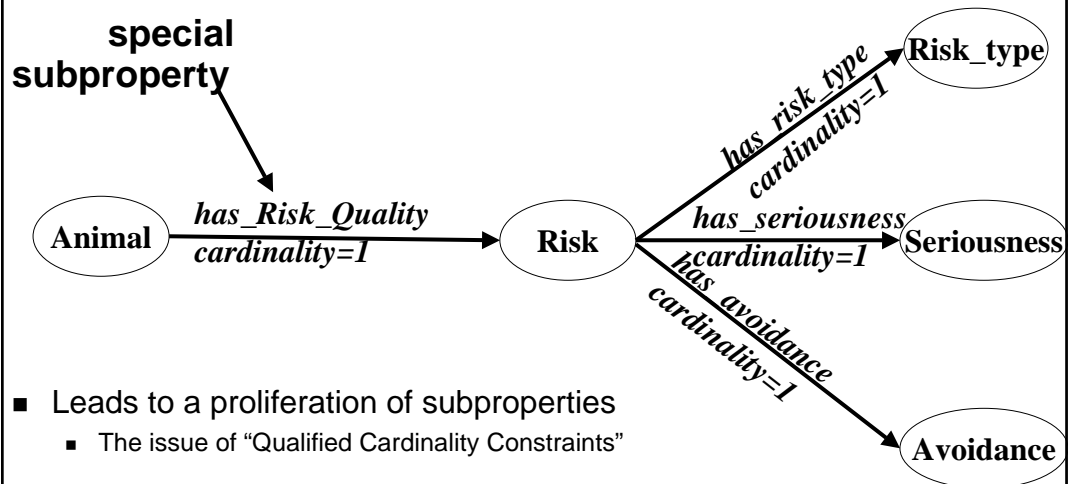 special
subproperty
Animal
has_Risk_Quality
cardinality=1
Risk
has_risk_type
cardinality=1
Risk_type
has_seriousness
cardinality=1
Seriousness
has_avoidance
cardinality=1
Avoidance
■ Leads to a proliferation of subproperties
■ The issue of “Qualified Cardinality Constraints”